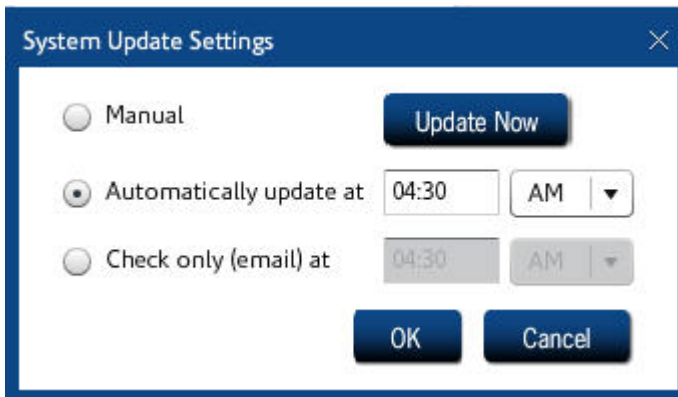 System Update Settings
Manual Update Now
Automatically update at 04:30 AM
Check only (email) at 04:30 AM
OK Cancel